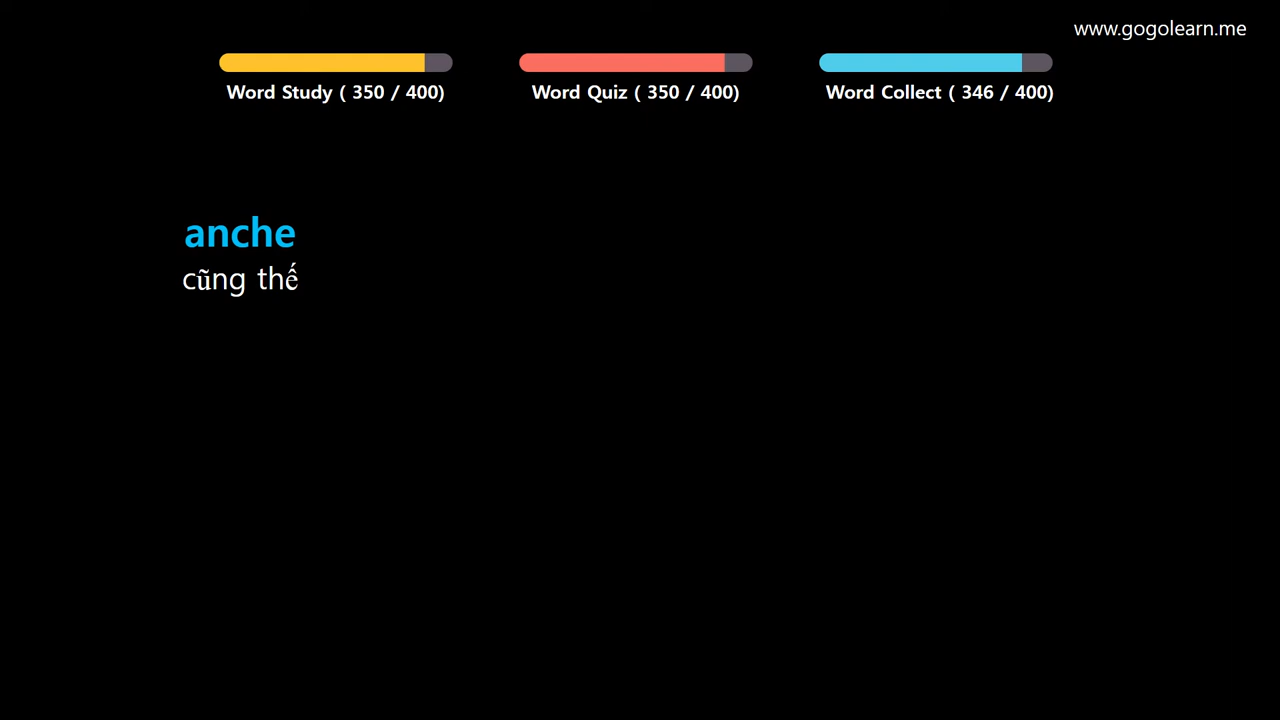 www.gogolearn.me
Word Study ( 350 / 400)
Word Quiz ( 350 / 400)
Word Collect ( 346 / 400)
anche
cũng thế